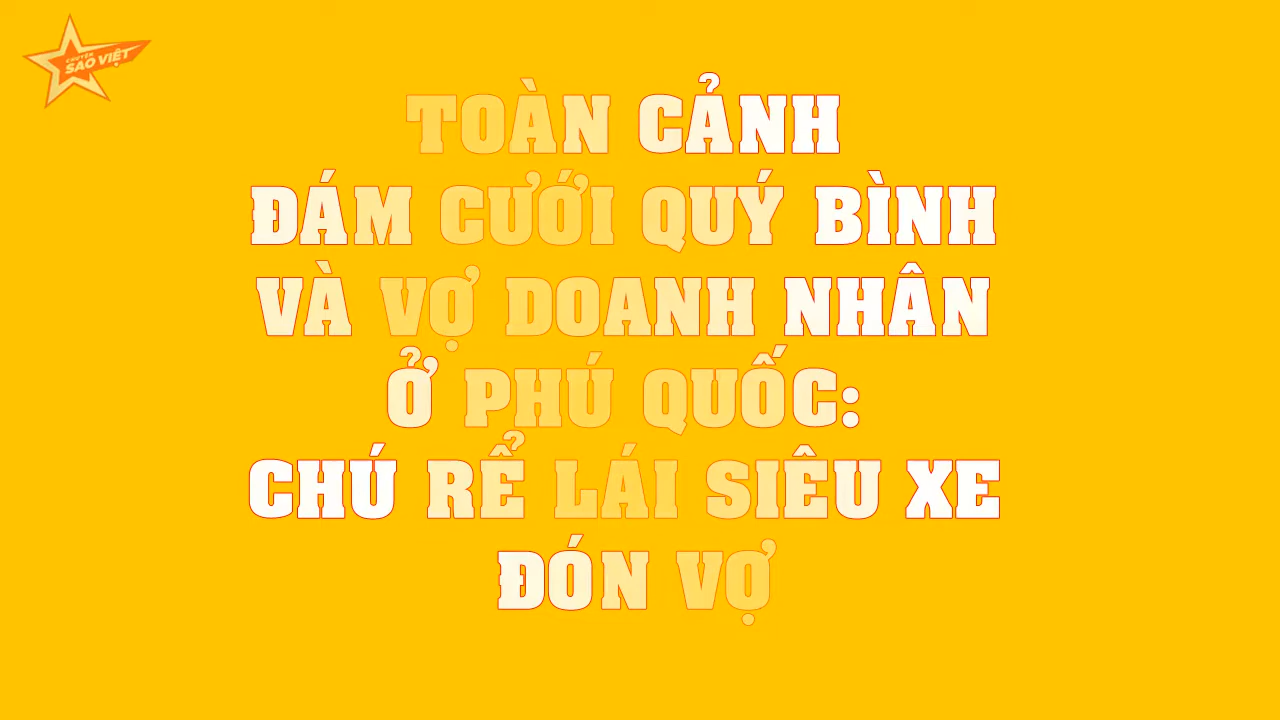 CHUYỆN
SAO VIỆT
TOÀN CẢNH
ĐÁM CƯỚI QUÝ BÌNH
VÀ VỢ DOANH NHÂN
Ở PHÚ QUỐC:
CHÚ RỂ LÁI SIÊU XE
ĐÓN VỢ